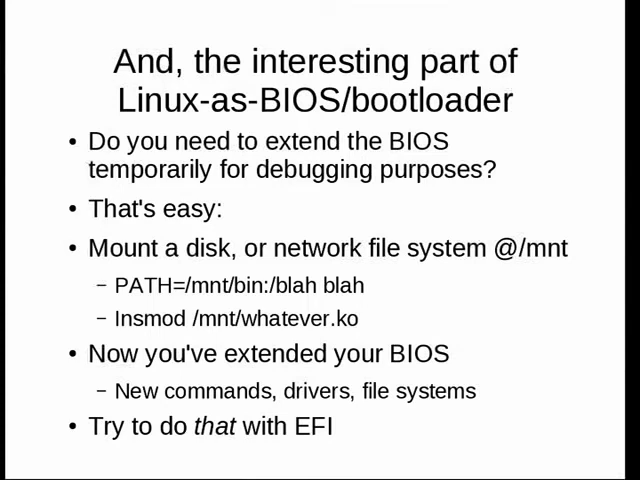 And, the interesting part of
Linux-as-BIOS/bootloader
• Do you need to extend the BIOS
temporarily for debugging purposes?
• That's easy:
• Mount a disk, or network file system @/mnt
– PATH=/mnt/bin:/blah blah
– Insmod /mnt/whatever.ko
• Now you've extended your BIOS
– New commands, drivers, file systems
• Try to do that with EFI